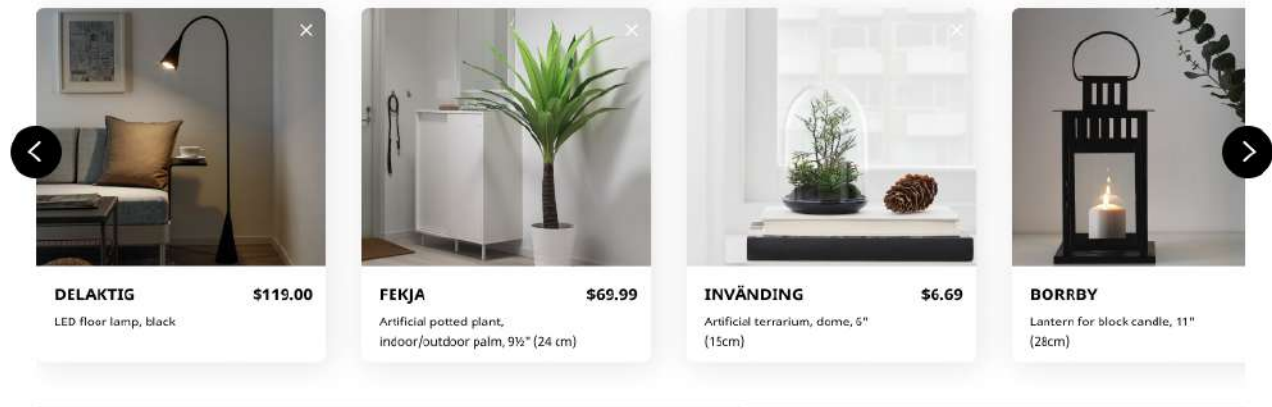 DELAKTIG $119.00
LED floor lamp, black
FEKJA $69.99
Artificial potted plant,
indoor/outdoor palm, 9½" (24 cm)
INVÄNDING $6.69
Artificial terrarium, dome, 6"
(15cm)
BORRBY
Lantern for block candle, 11"
(28cm)